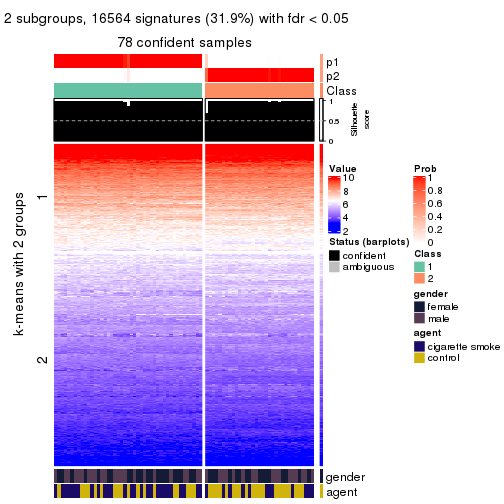 2 subgroups, 16564 signatures (31.9%) with fdr < 0.05
78 confident samples
p1
p2
Class
1
0.5
0
Silhouette
score
k-means with 2 groups
1
2
Value
10
8
6
4
2
Status (barplots)
confident
ambiguous
Prob
1
0.8
0.6
0.4
0.2
0
Class
1
2
gender
female
male
agent
cigarette smoke
control
gender
agent